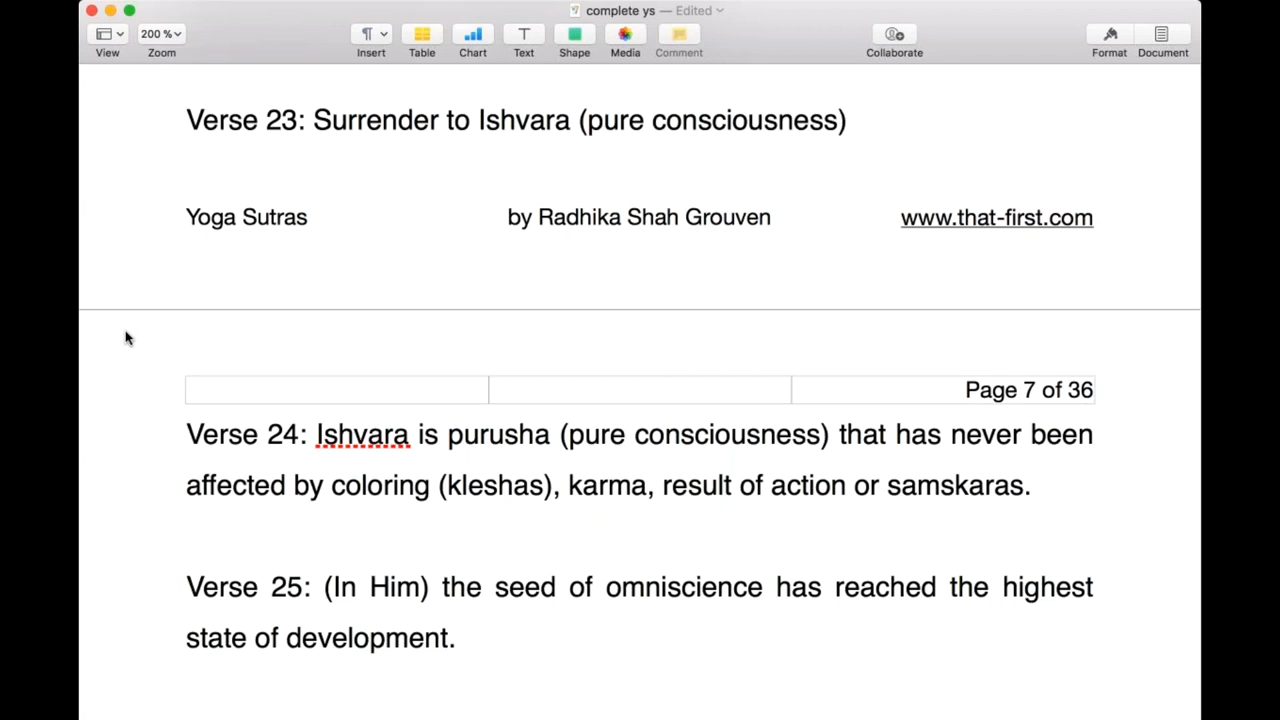 complete ys — Edited
200 %
View
Zoom
Insert
Table
Chart
Text
Shape
Media
Comment
Collaborate
Format
Document
Verse 23: Surrender to Ishvara (pure consciousness)
Yoga Sutras by Radhika Shah Grouven www.that-first.com
Page 7 of 36
Verse 24: Ishvara is purusha (pure consciousness) that has never been
affected by coloring (kleshas), karma, result of action or samskaras.
Verse 25: (In Him) the seed of omniscience has reached the highest
state of development.